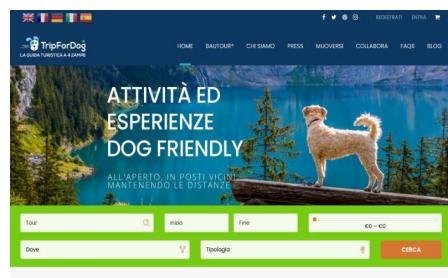 REGISTRATI ENTRA
TripForDog
LA GUIDA TURISTICA A 4 ZAMPE
HOME BAUTOUR® CHI SIAMO PRESS MUOVERSI COLLABORA FAQS BLOG
ATTIVITÀ ED
ESPERIENZE
DOG FRIENDLY
ALL'APERTO, IN POSTI VICINI
MANTENENDO LE DISTANZE
Tour Inizio Fine €0 — €0
Dove Tipologia CERCA